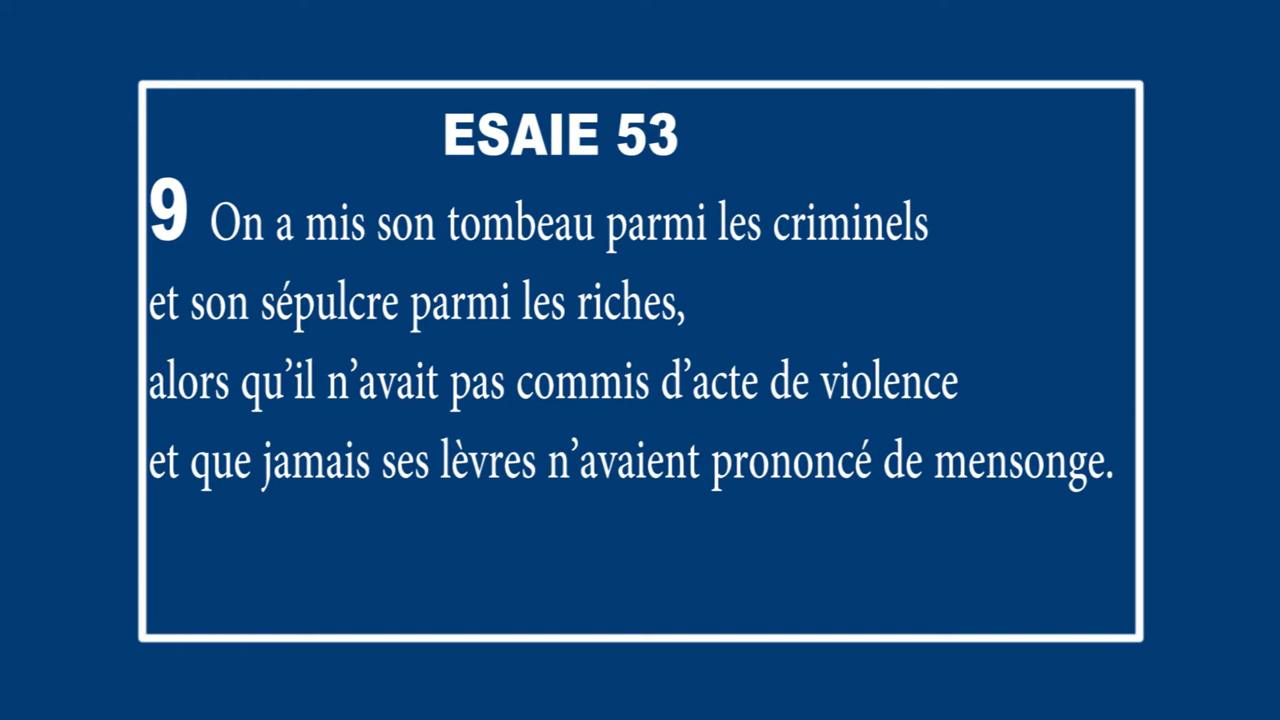 ESAIE 53
9 On a mis son tombeau parmi les criminels
et son sépulcre parmi les riches,
alors qu’il n’avait pas commis d’acte de violence
et que jamais ses lèvres n’avaient prononcé de mensonge.